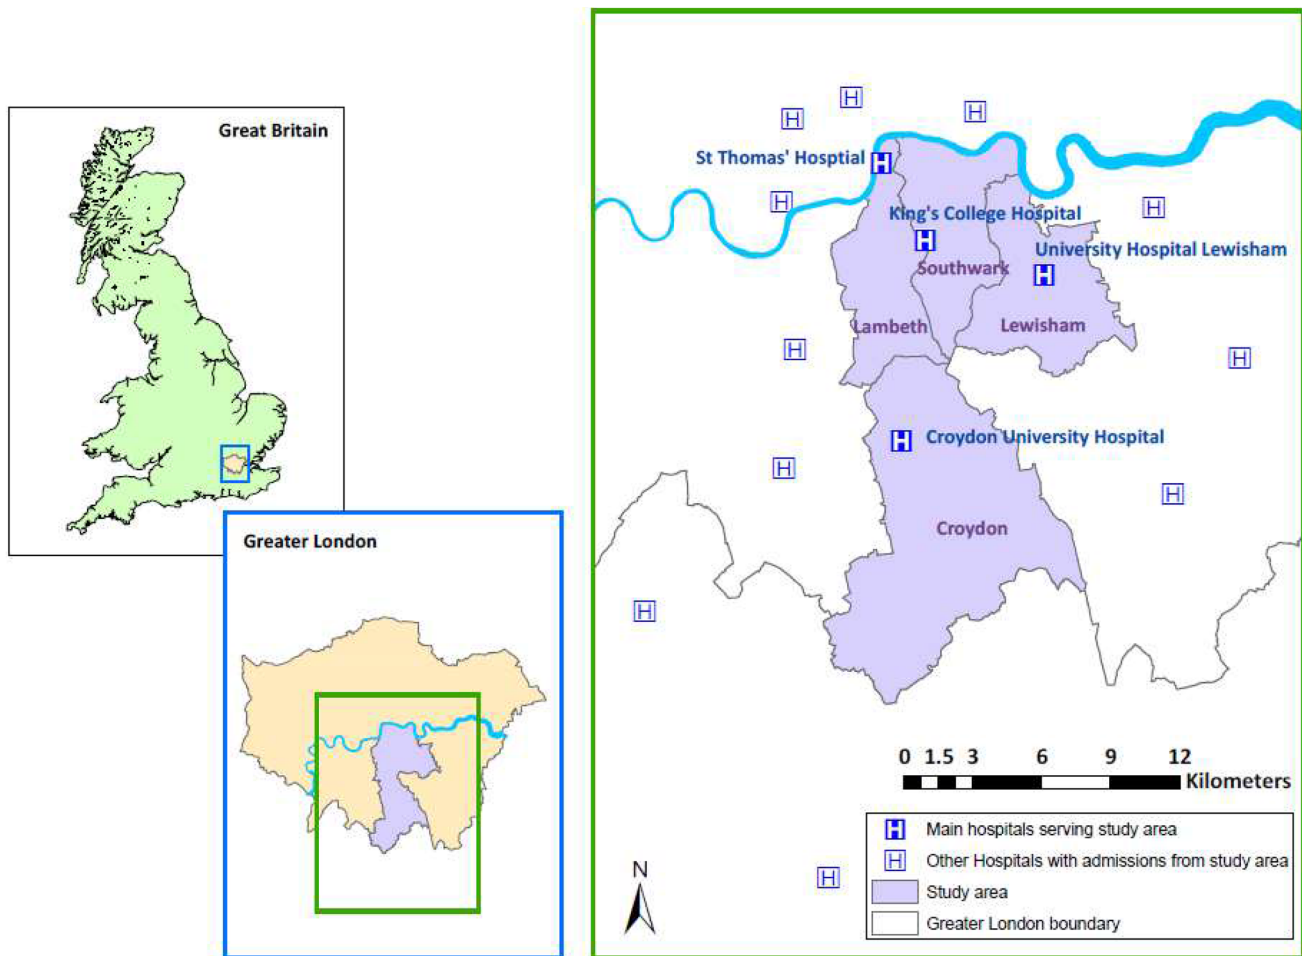 Great Britain
Greater London
H
H
H
St Thomas' Hosptial
H
H
H
King's College Hospital
H
University Hospital Lewisham
H
Southwark
Lambeth
Lewisham
H
H
H
Croydon University Hospital
H
H
Croydon
H
0 1.5 3 6 9 12
Kilometers
H Main hospitals serving study area
H Other Hospitals with admissions from study area
Study area
Greater London boundary
N
H